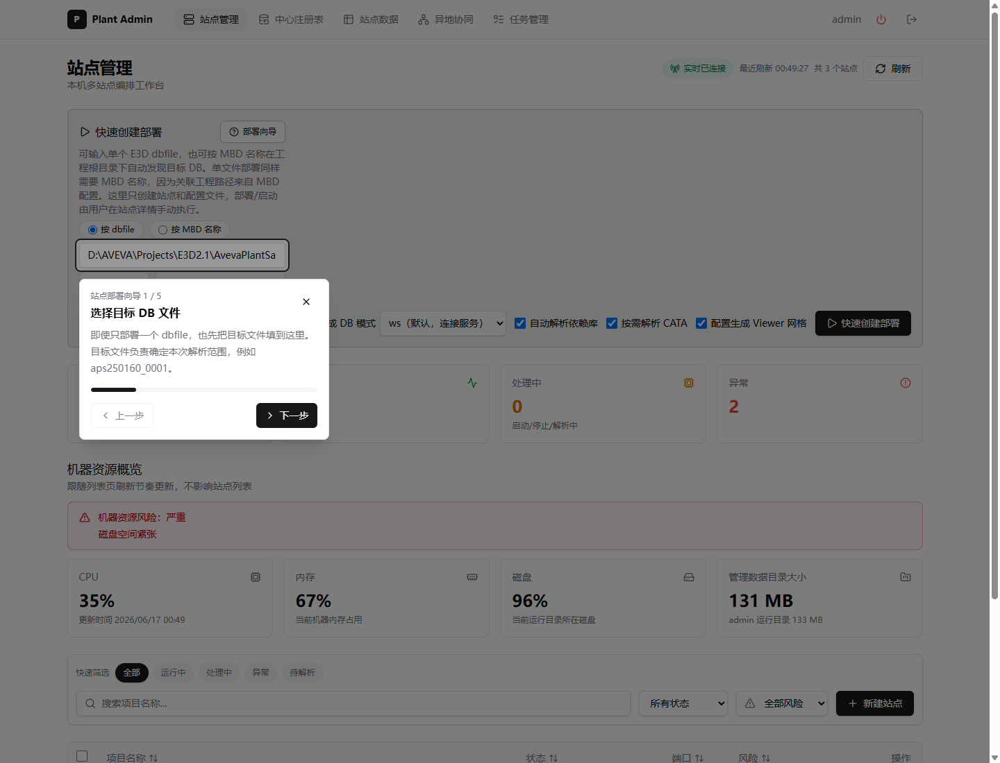 P Plant Admin 站点管理 中心注册表 站点数据 异地协同 任务管理 admin
站点管理
本机多站点编排工作台
实时已连接 最近刷新 00:49:27 共 3 个站点 刷新
快速创建部署 部署向导
可输入单个 E3D dbfile，也可按 MBD 名称在工
程根目录下自动发现目标 DB。单文件部署同样
需要 MBD 名称，因为关联工程路径来自 MBD
配置。这里只创建站点和配置文件，部署/启动
由用户在站点详情手动执行。
按 dbfile 按 MBD 名称
D:\AVEVA\Projects\E3D2.1\AvevaPlantSa
站点部署向导 1 / 5
选择目标 DB 文件
即使只部署一个 dbfile，也先把目标文件填到这里。
目标文件负责确定本次解析范围，例如
aps250160_0001。
上一步 下一步
成 DB 模式 ws（默认，连接服务） 自动解析依赖库 按需解析 CATA 配置生成 Viewer 网格 快速创建部署
处理中
0
启动/停止/解析中
异常
2
机器资源概览
跟随列表页刷新节奏更新，不影响站点列表
机器资源风险：严重
磁盘空间紧张
CPU
35%
更新时间 2026/06/17 00:49
内存
67%
当前机器内存占用
磁盘
96%
当前运行目录所在磁盘
管理数据目录大小
131 MB
admin 运行目录 133 MB
快速筛选 全部 运行中 处理中 异常 待解析
搜索项目名称... 所有状态 全部风险 新建站点
项目名称 状态 端口 风险 操作